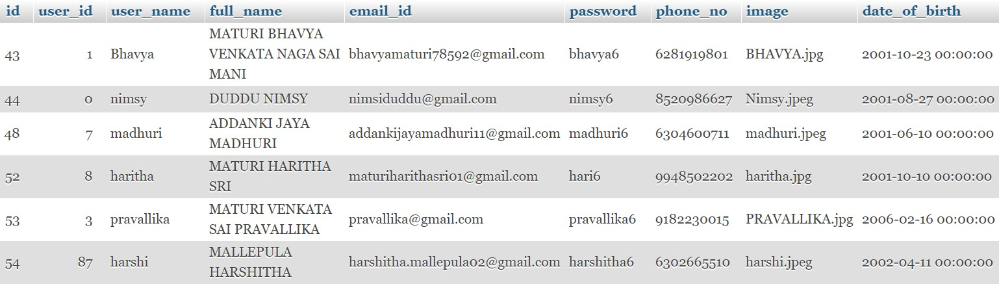 id user_id user_name full_name email_id password phone_no image date_of_birth
MATURI BHAVYA
43 1 Bhavya VENKATA NAGA SAI bhavyamaturi78592@gmail.com bhavya6 6281919801 BHAVYA.jpg 2001-10-23 00:00:00
MANI
44 0 nimsy DUDDU NIMSY nimsiduddu@gmail.com nimsy6 8520986627 Nimsy.jpeg 2001-08-27 00:00:00
ADDANKI JAYA
48 7 madhuri addankijayamadhuri11@gmail.com madhuri6 6304600711 madhuri.jpeg 2001-06-10 00:00:00
MADHURI
MATURI HARITHA
52 8 haritha maturiharithasri01@gmail.com hari6 9948502202 haritha.jpg 2001-10-10 00:00:00
SRI
MATURI VENKATA
53 3 pravallika pravallika@gmail.com pravallika6 9182230015 PRAVALLIKA.jpg 2006-02-16 00:00:00
SAI PRAVALLIKA
MALLEPULA
54 87 harshi harshitha.mallepula02@gmail.com harshitha6 6302665510 harshi.jpeg 2002-04-11 00:00:00
HARSHITHA